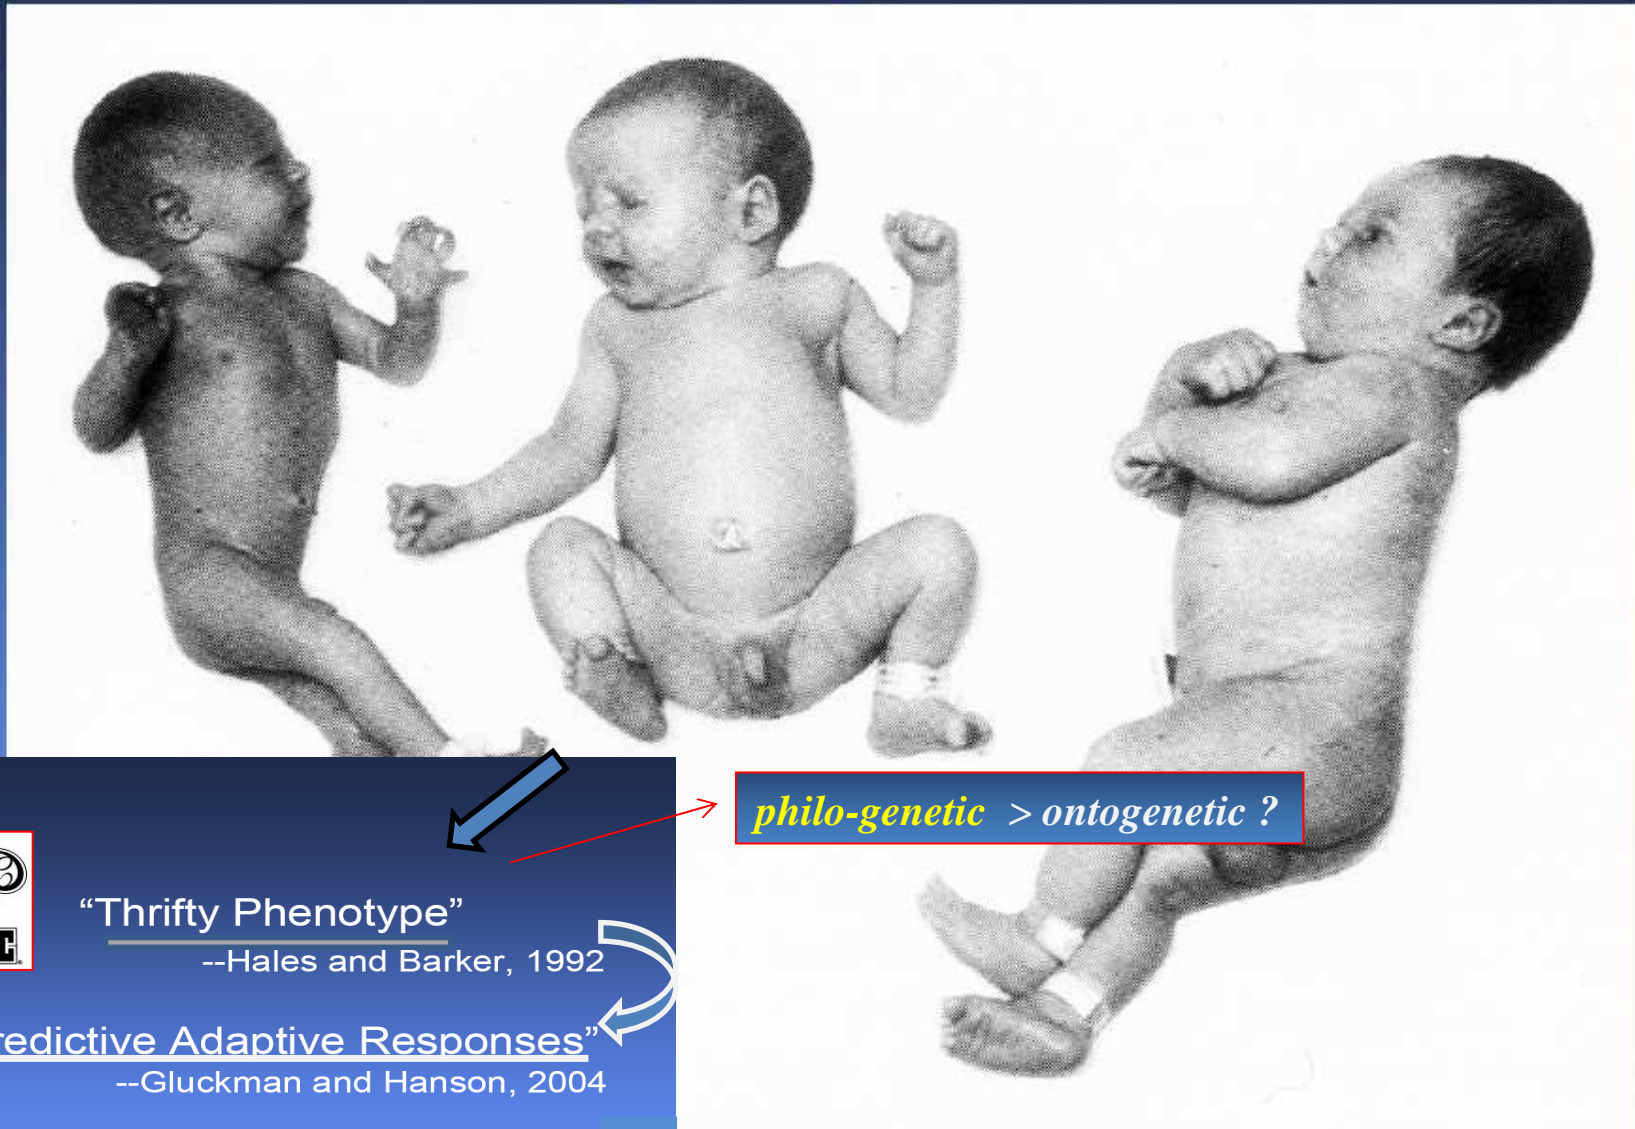 philo-genetic > ontogenetic ?
“Thrifty Phenotype”
--Hales and Barker, 1992
redictive Adaptive Responses”
--Gluckman and Hanson, 2004